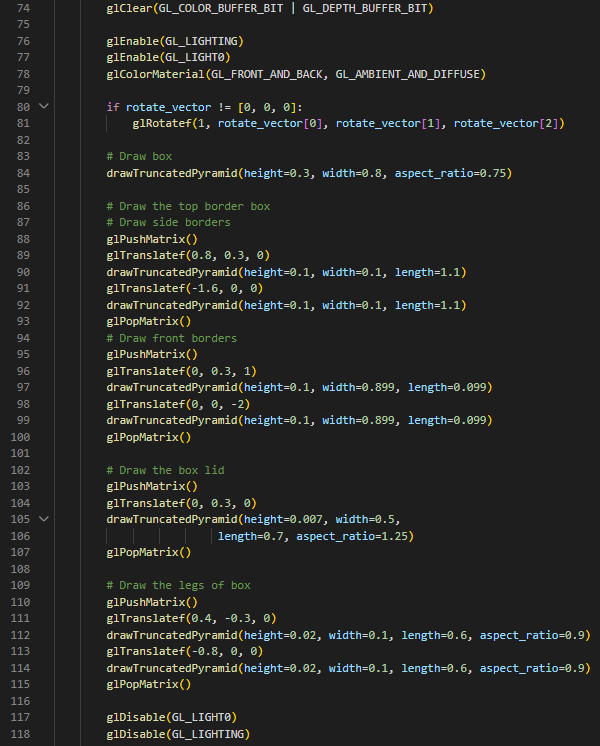 74 glClear(GL_COLOR_BUFFER_BIT | GL_DEPTH_BUFFER_BIT)
75
76 glEnable(GL_LIGHTING)
77 glEnable(GL_LIGHT0)
78 glColorMaterial(GL_FRONT_AND_BACK, GL_AMBIENT_AND_DIFFUSE)
79
80 if rotate_vector != [0, 0, 0]:
81 glRotatef(1, rotate_vector[0], rotate_vector[1], rotate_vector[2])
82
83 # Draw box
84 drawTruncatedPyramid(height=0.3, width=0.8, aspect_ratio=0.75)
85
86 # Draw the top border box
87 # Draw side borders
88 glPushMatrix()
89 glTranslatef(0.8, 0.3, 0)
90 drawTruncatedPyramid(height=0.1, width=0.1, length=1.1)
91 glTranslatef(-1.6, 0, 0)
92 drawTruncatedPyramid(height=0.1, width=0.1, length=1.1)
93 glPopMatrix()
94 # Draw front borders
95 glPushMatrix()
96 glTranslatef(0, 0.3, 1)
97 drawTruncatedPyramid(height=0.1, width=0.899, length=0.099)
98 glTranslatef(0, 0, -2)
99 drawTruncatedPyramid(height=0.1, width=0.899, length=0.099)
100 glPopMatrix()
101
102 # Draw the box lid
103 glPushMatrix()
104 glTranslatef(0, 0.3, 0)
105 drawTruncatedPyramid(height=0.007, width=0.5,
106 length=0.7, aspect_ratio=1.25)
107 glPopMatrix()
108
109 # Draw the legs of box
110 glPushMatrix()
111 glTranslatef(0.4, -0.3, 0)
112 drawTruncatedPyramid(height=0.02, width=0.1, length=0.6, aspect_ratio=0.9)
113 glTranslatef(-0.8, 0, 0)
114 drawTruncatedPyramid(height=0.02, width=0.1, length=0.6, aspect_ratio=0.9)
115 glPopMatrix()
116
117 glDisable(GL_LIGHT0)
118 glDisable(GL_LIGHTING)